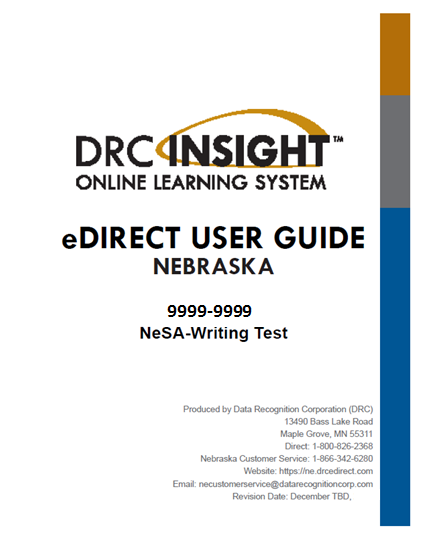 DRC INSIGHT™
ONLINE LEARNING SYSTEM
eDIRECT USER GUIDE
NEBRASKA
9999-9999
NeSA-Writing Test
Produced by Data Recognition Corporation (DRC)
13490 Bass Lake Road
Maple Grove, MN 55311
Direct: 1-800-826-2368
Nebraska Customer Service: 1-866-342-6280
Website: https://ne.drcedirect.com
Email: necustomerservice@datarecognitioncorp.com
Revision Date: December TBD,